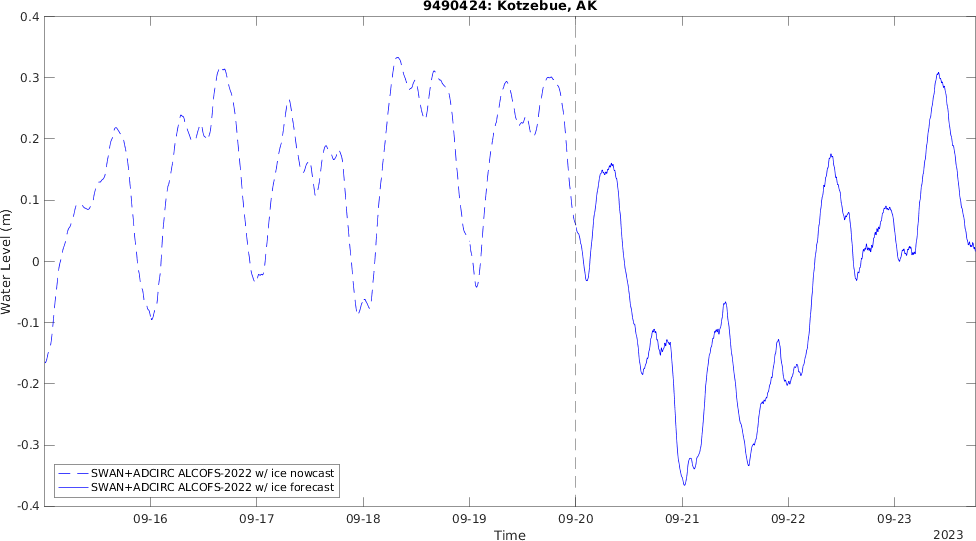 9490424: Kotzebue, AK
0.4
0.3
0.2
0.1
0
-0.1
-0.2
-0.3
-0.4
Water Level (m)
SWAN+ADCIRC ALCOFS-2022 w/ ice nowcast
SWAN+ADCIRC ALCOFS-2022 w/ ice forecast
09-16 09-17 09-18 09-19 09-20 09-21 09-22 09-23
Time
2023